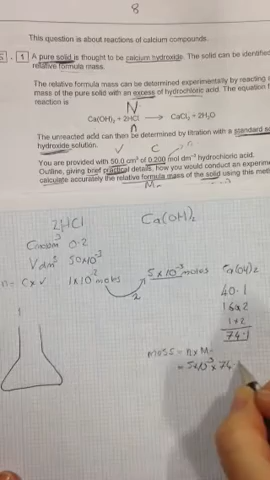 8
This question is about reactions of calcium compounds.
5 . 1 A pure solid is thought to be calcium hydroxide. The solid can be identified
relative formula mass.
The relative formula mass can be determined experimentally by reacting
mass of the pure solid with an excess of hydrochloric acid. The equation
reaction is
N
Ca(OH)₂ + 2HCl ⟶ CaCl₂ + 2H₂O
n
The unreacted acid can then be determined by filtration with a standard
hydroxide solution.
V C
You are provided with 50.0 cm³ of 0.200 mol dm⁻³ hydrochloric acid.
Outline, giving brief practical details, how you would conduct an experiment
calculate accurately the relative formula mass of the solid using this
Mr
2HCl Ca(OH)₂
0.2
V dm³ 50x10⁻³
n = C x V 1x10⁻² moles 5x10⁻³ moles Ca(OH)₂
2
40.1
16x2
1x2
74.1
mass = n x Mr
= 5x10⁻³ x 74.